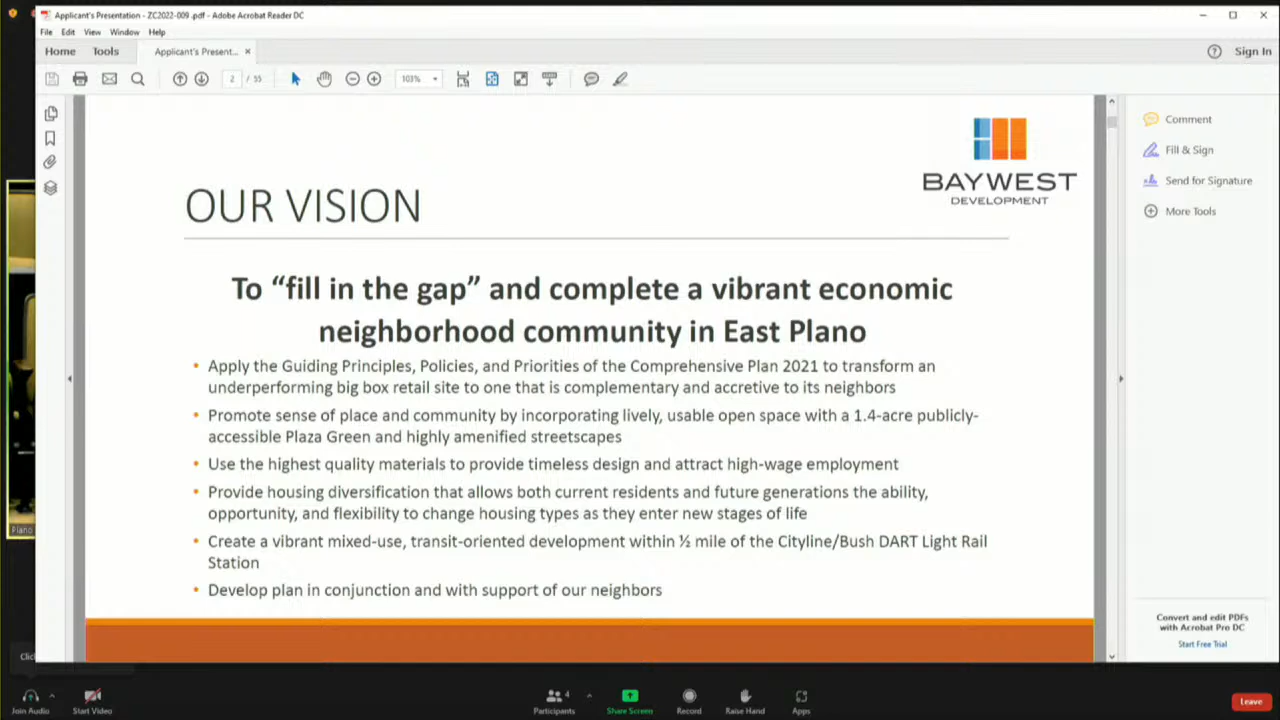 Applicant's Presentation - ZC2022-009 .pdf - Adobe Acrobat Reader DC
File Edit View Window Help
Home Tools Applicant's Present... × Sign In
2 / 55 103%
Comment
Fill & Sign
Send for Signature
More Tools
BAYWEST
DEVELOPMENT
OUR VISION
To “fill in the gap” and complete a vibrant economic
neighborhood community in East Plano
• Apply the Guiding Principles, Policies, and Priorities of the Comprehensive Plan 2021 to transform an
underperforming big box retail site to one that is complementary and accretive to its neighbors
• Promote sense of place and community by incorporating lively, usable open space with a 1.4-acre publicly-
accessible Plaza Green and highly amenified streetscapes
• Use the highest quality materials to provide timeless design and attract high-wage employment
• Provide housing diversification that allows both current residents and future generations the ability,
opportunity, and flexibility to change housing types as they enter new stages of life
• Create a vibrant mixed-use, transit-oriented development within ½ mile of the Cityline/Bush DART Light Rail
Station
• Develop plan in conjunction and with support of our neighbors
Convert and edit PDFs
with Acrobat Pro DC
Start Free Trial
Plano
Clic
Join Audio Start Video Participants 4 Share Screen Record Raise Hand Apps Leave